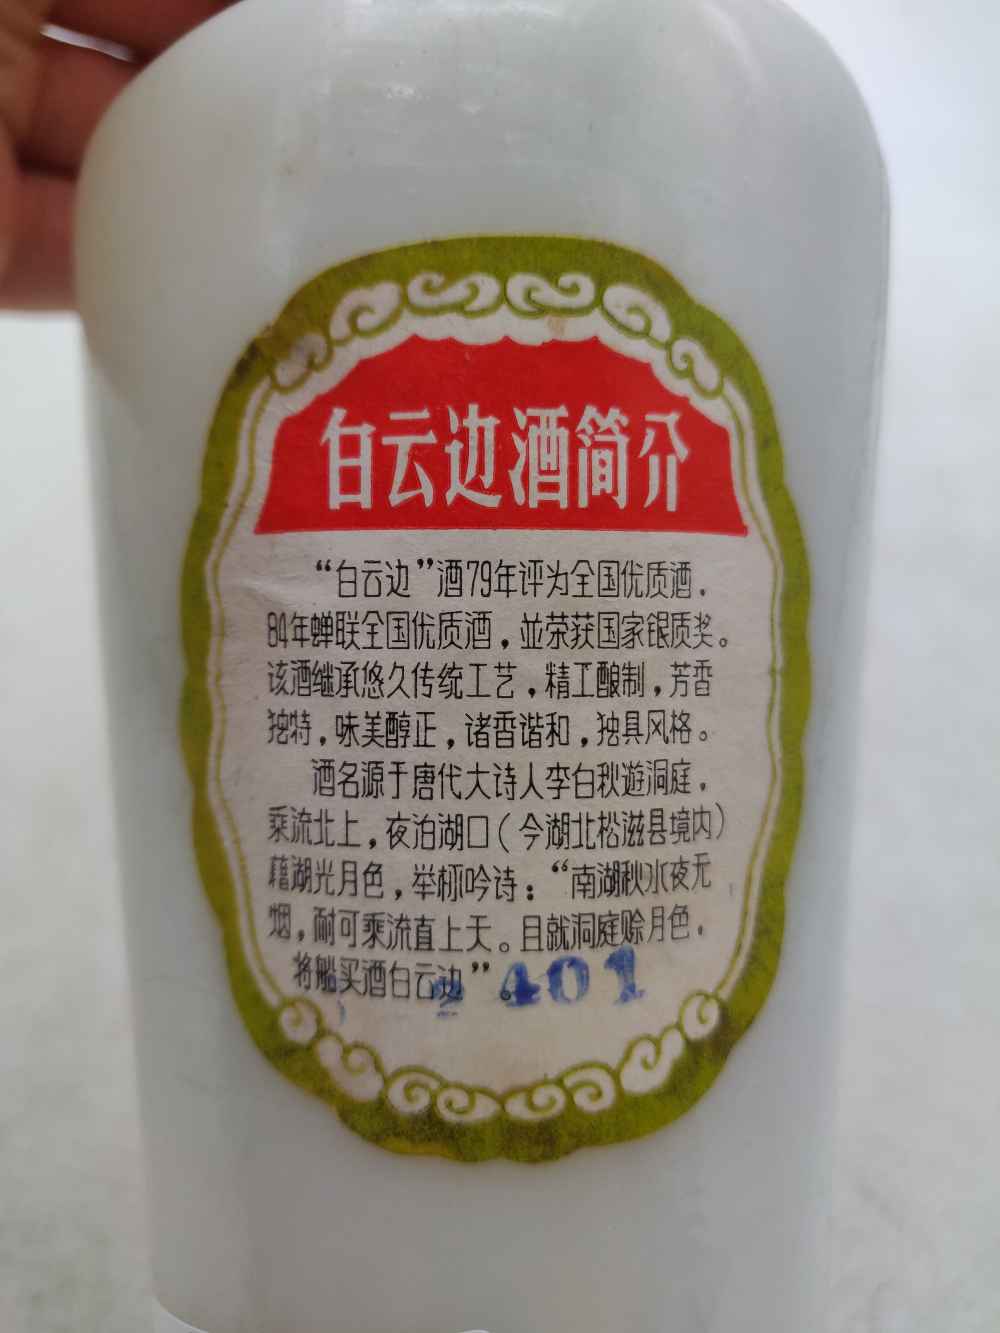 白云边酒简介
“白云边”酒79年评为全国优质酒.
84年蝉联全国优质酒，並荣获国家银质奖。
该酒继承悠久传统工艺，精工酿制，芳香
独特，味美醇正，诸香谐和，独具风格。
酒名源于唐代大诗人李白秋遊洞庭，
乘流北上，夜泊湖口（今湖北松滋县境内）
藉湖光月色，举杯吟诗：“南湖秋水夜无
烟，耐可乘流直上天。且就洞庭赊月色.
将船买酒白云边”。
401